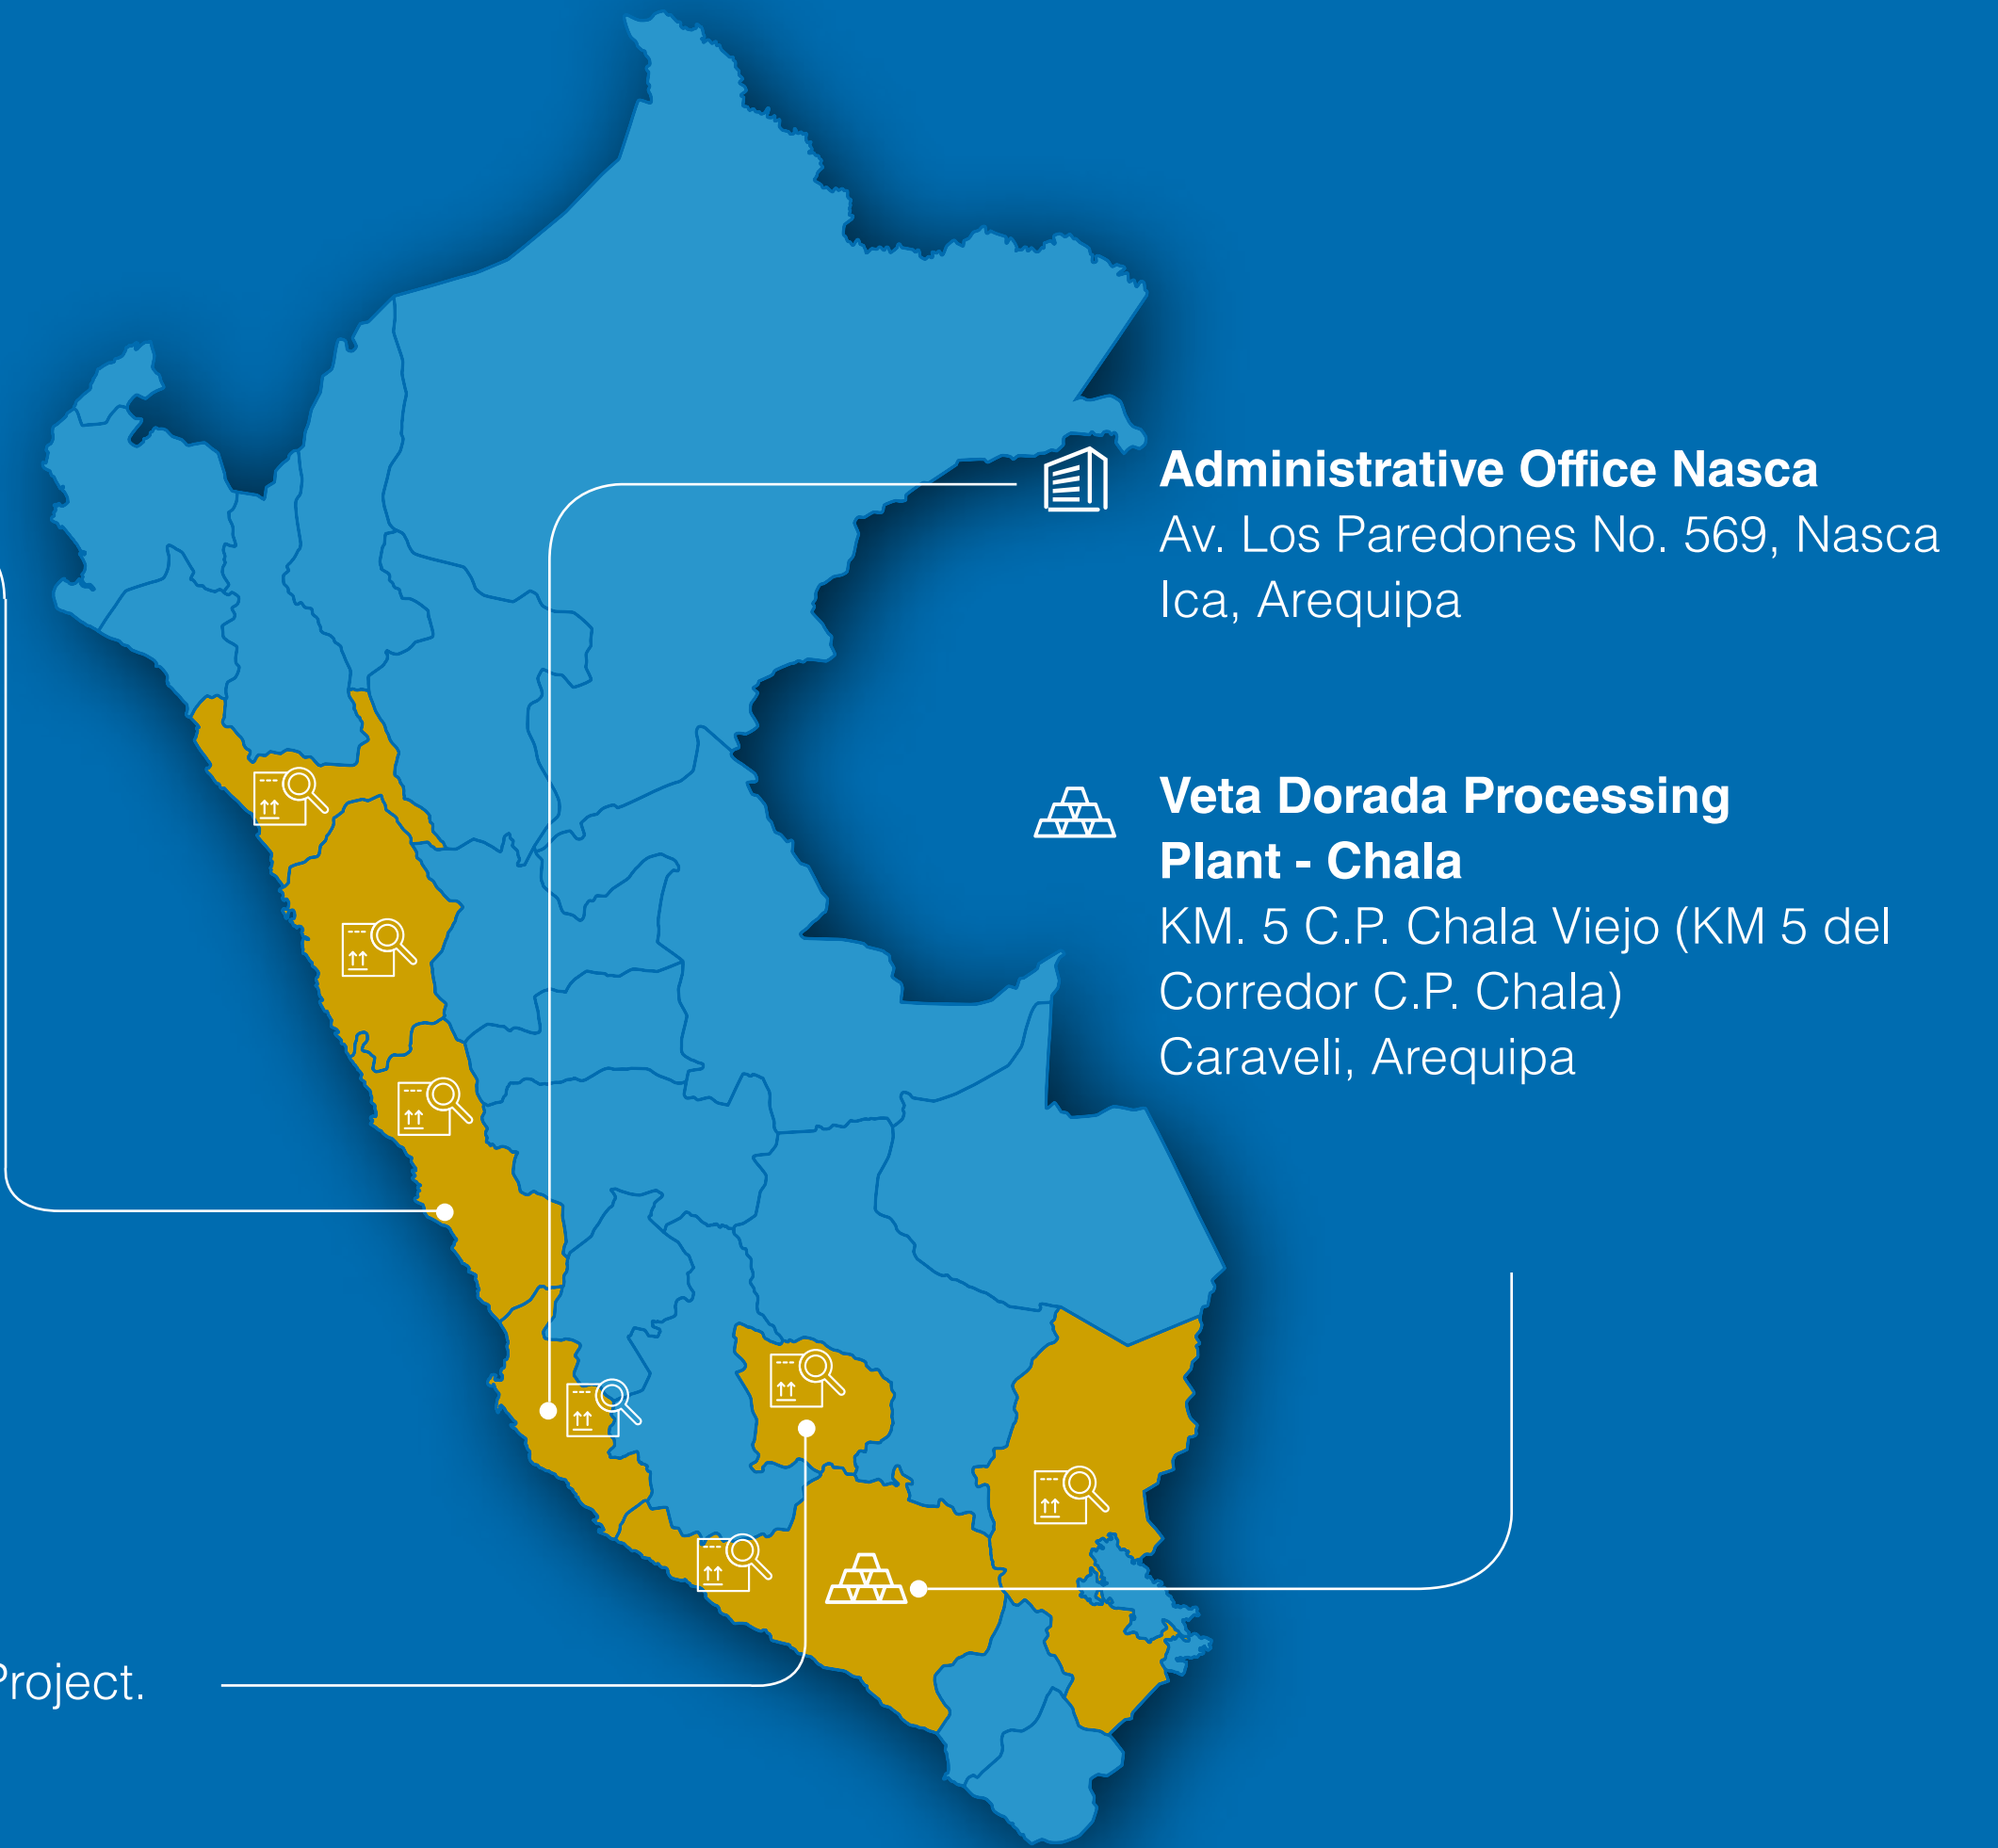 Administrative Office Nasca
Av. Los Paredones No. 569, Nasca
Ica, Arequipa
Veta Dorada Processing
Plant - Chala
KM. 5 C.P. Chala Viejo (KM 5 del
Corredor C.P. Chala)
Caraveli, Arequipa
Project.